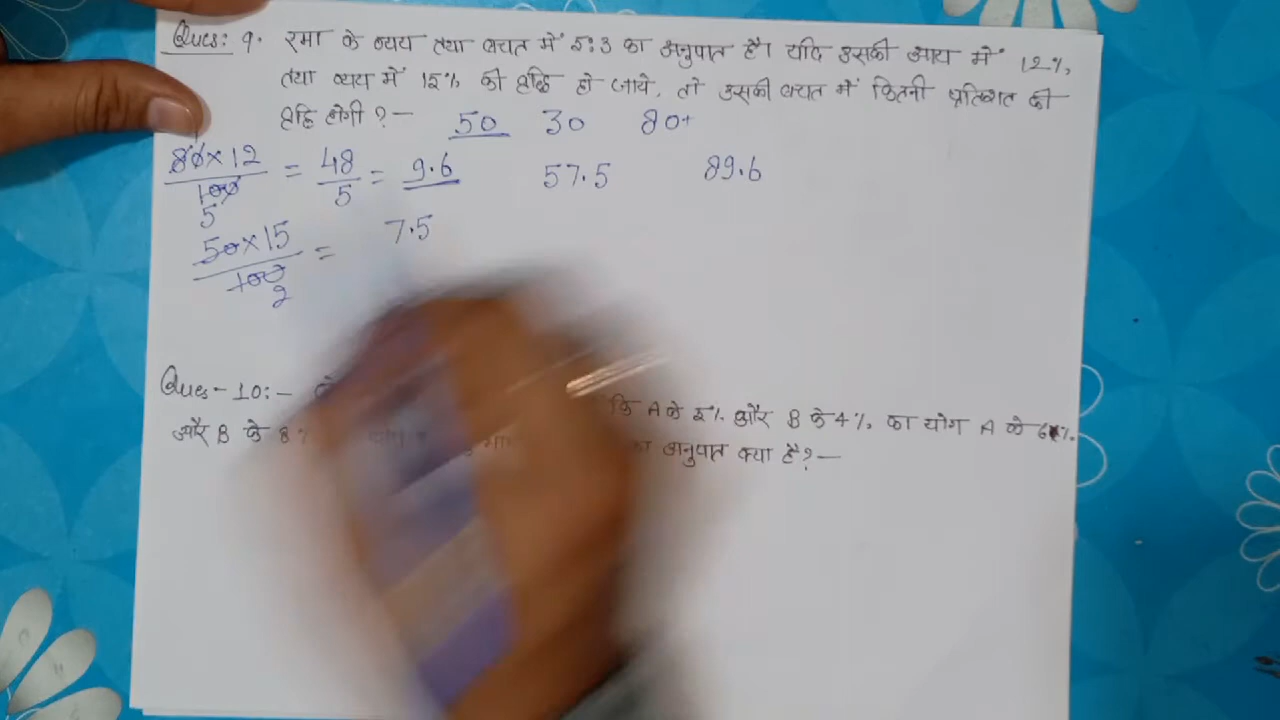 Ques: 9. रमा के व्यय तथा बचत में 5:3 का अनुपात है। यदि उसकी आय में 12%
तथा व्यय में 15% की वृद्धि हो जाये, तो उसकी बचत में कितनी प्रतिशत की
वृद्धि होगी ?- 50 30 80+
80×12/100 = 48/5 = 9.6 57.5 89.6
5
50×15/100 = 7.5
2
Ques - 10:-
कि A के 5% और B के 4% का योग A के 6%
और B के 8% का अनुपात क्या है?-